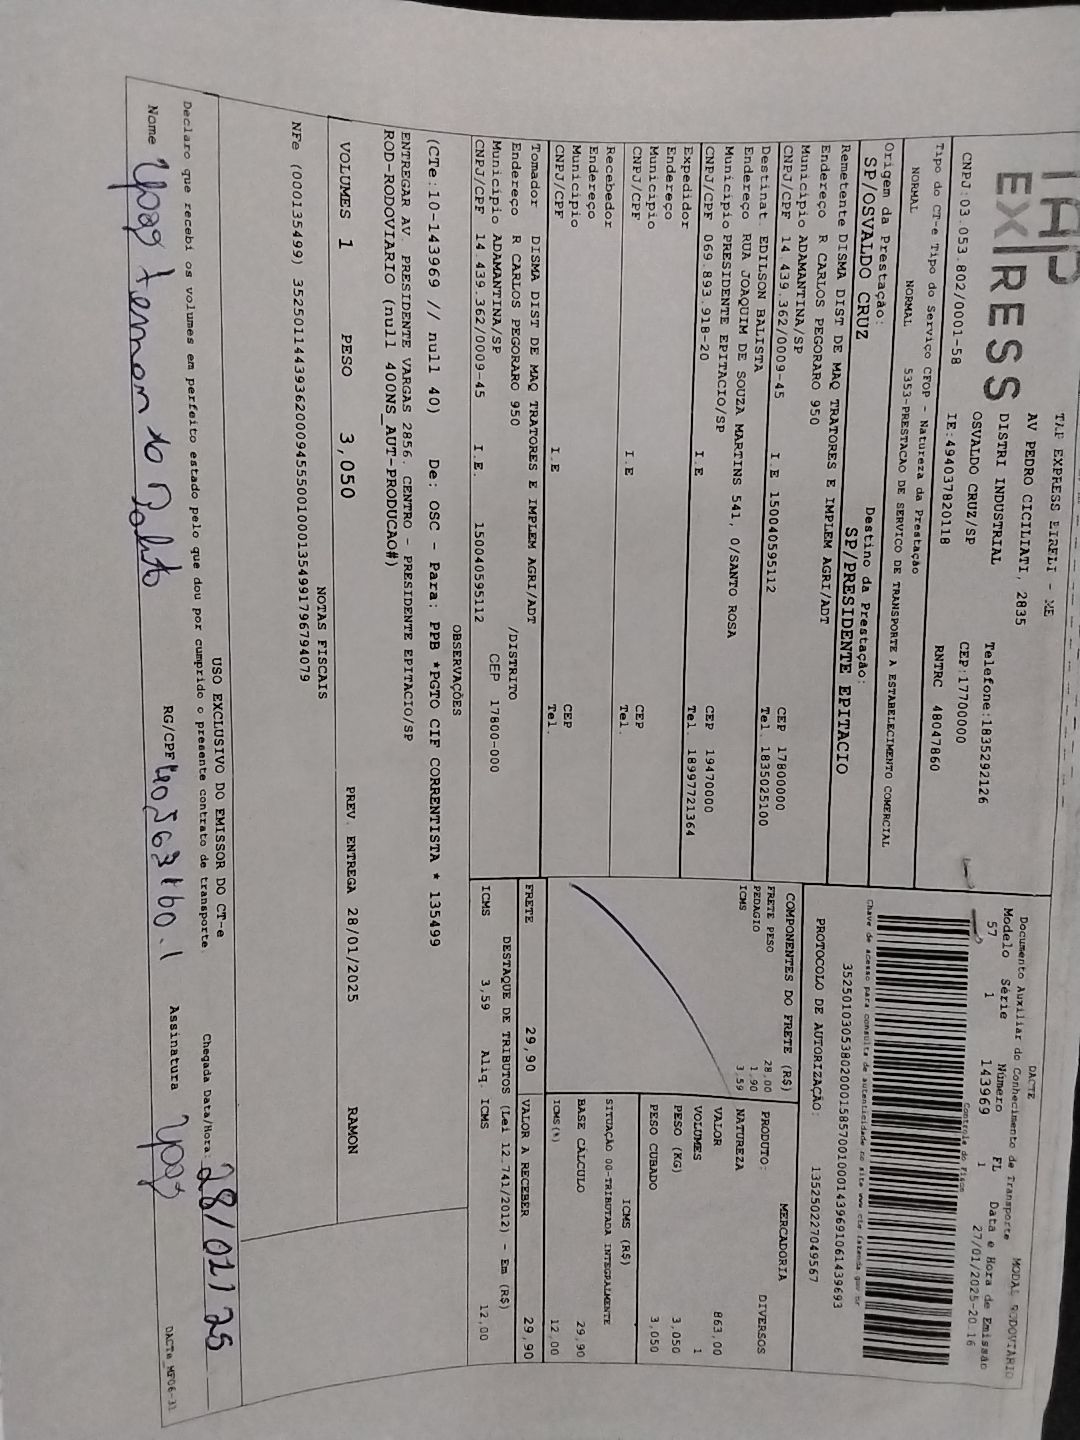 TAP
EXPRESS
TAP EXPRESS EIRELI - ME
AV PEDRO CICILIATI, 2835
DISTRI INDUSTRIAL
OSVALDO CRUZ/SP
Telefone:1835292126
CEP:17700000
CNPJ:03.053.802/0001-58 IE:494037820118 RNTRC 48047860
Tipo do CT-e Tipo do Serviço CFOP - Natureza da Prestação
NORMAL NORMAL 5353-PRESTACAO DE SERVICO DE TRANSPORTE A ESTABELECIMENTO COMERCIAL
Origem da Prestação: Destino da Prestação:
SP/OSVALDO CRUZ SP/PRESIDENTE EPITACIO
Remetente DISMA DIST DE MAQ TRATORES E IMPLEM AGRI/ADT
Endereço R CARLOS PEGORARO 950
Municipio ADAMANTINA/SP CEP 17800000
CNPJ/CPF 14.439.362/0009-45 I.E 150040595112 Tel. 1835025100
Destinat. EDILSON BALISTA
Endereço RUA JOAQUIM DE SOUZA MARTINS 541, 0/SANTO ROSA
Municipio PRESIDENTE EPITACIO/SP CEP 19470000
CNPJ/CPF 069.893.918-20 I.E Tel. 18997721364
Expedidor
Endereço
Municipio CEP
CNPJ/CPF I.E Tel.
Recebedor
Endereço
Municipio CEP
CNPJ/CPF I.E Tel.
Tomador DISMA DIST DE MAQ TRATORES E IMPLEM AGRI/ADT
Endereço R CARLOS PEGORARO 950 /DISTRITO
Municipio ADAMANTINA/SP CEP 17800-000
CNPJ/CPF 14.439.362/0009-45 I.E. 150040595112
DACTE MODAL RODOVIARIO
Documento Auxiliar do Conhecimento de Transporte
Modelo Série Número FL Data e Hora de Emissão
57 1 143969 1 27/01/2025-20.16
Controle do Fisco
Chave de acesso para consulta de autenticidade no site www.cte.fazenda.gov.br
35250103053802000158570010001439691061439693
PROTOCOLO DE AUTORIZAÇÃO: 135250227049567
COMPONENTES DO FRETE (R$)
FRETE PESO 28,00
PEDAGIO 1,90
ICMS 3,59
MERCADORIA
PRODUTO: DIVERSOS
NATUREZA
VALOR 863,00
VOLUMES 1
PESO (KG) 3,050
PESO CUBADO 3,050
ICMS (R$)
SITUAÇÃO 00-TRIBUTADA INTEGRALMENTE
BASE CÁLCULO 29,90
ICMS(%) 12,00
FRETE 29,90 VALOR A RECEBER 29,90
DESTAQUE DE TRIBUTOS (Lei 12.741/2012) - Em (R$)
ICMS 3,59 Aliq. ICMS 12,00
OBSERVAÇÕES
(CTe:10-143969 // null 40) De: OSC - Para: PPB *PGTO CIF CORRENTISTA * 135499
ENTREGAR AV. PRESIDENTE VARGAS 2856. CENTRO - PRESIDENTE EPITACIO/SP
ROD-RODOVIARIO (null 400NS_AUT-PRODUCAO#)
VOLUMES 1 PESO 3,050 PREV. ENTREGA 28/01/2025 RAMON
NOTAS FISCAIS
NFe (000135499) 35250114439362000945550010001354991796794079
USO EXCLUSIVO DO EMISSOR DO CT-e
Declaro que recebi os volumes em perfeito estado pelo que dou por cumprido o presente contrato de transporte.
Chegada Data/Hora: 28/01/25
Nome RG/CPF 40,563160.1 Assinatura
DACTe_MF06-31